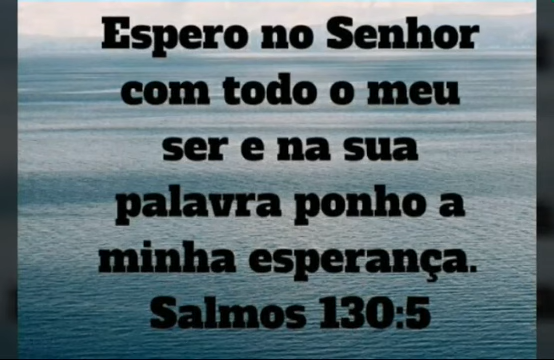 Espero no Senhor
com todo o meu
ser e na sua
palavra ponho a
minha esperança.
Salmos 130:5